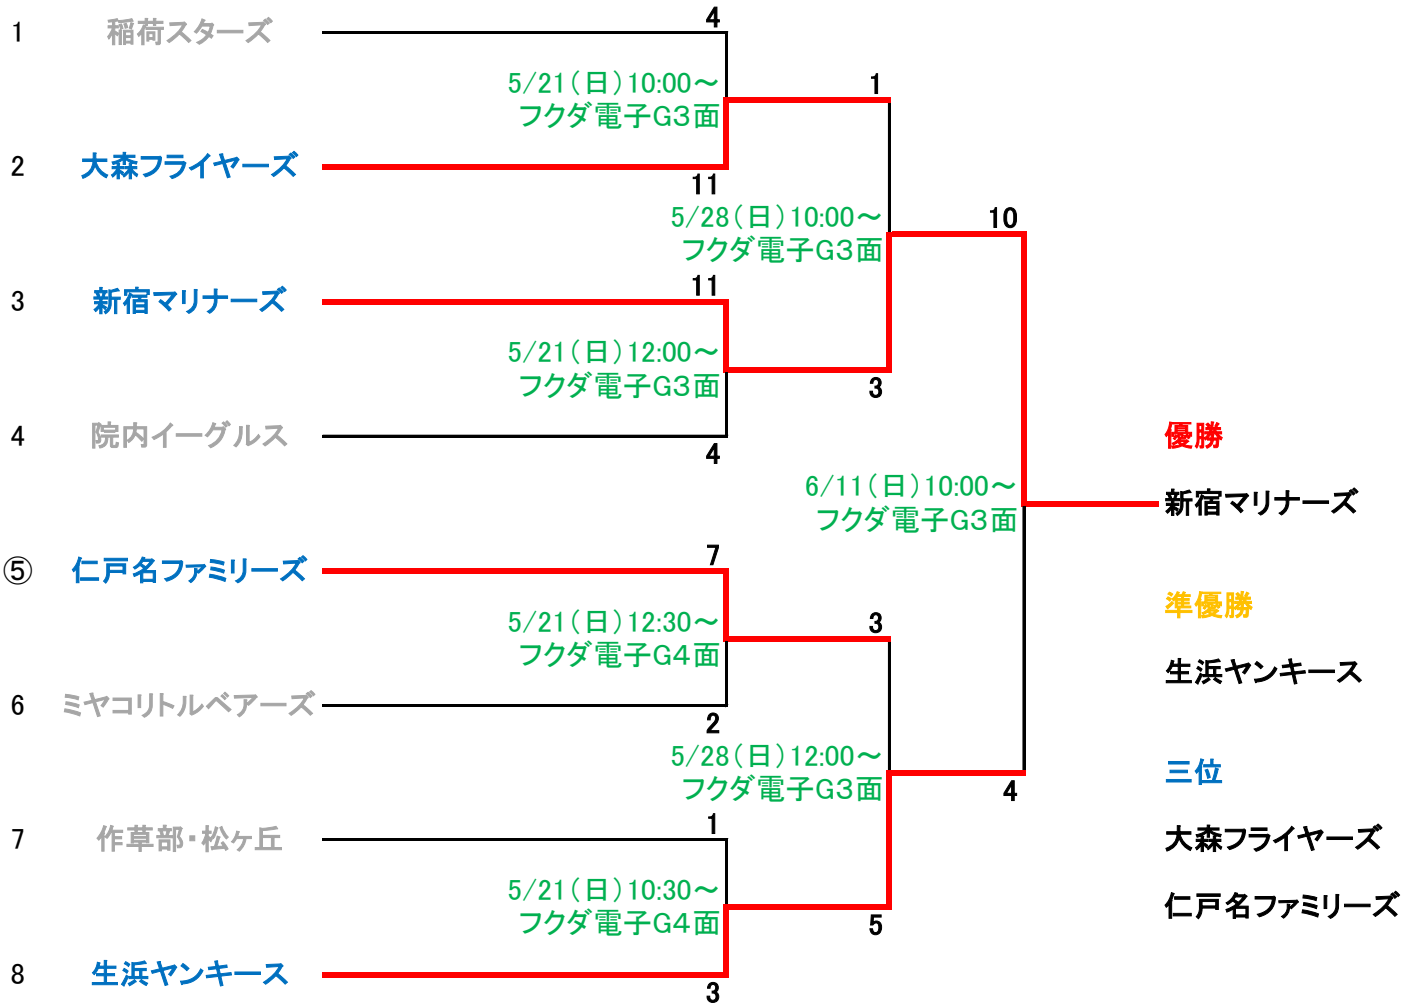 1 稲荷スターズ 4
5/21(日)10:00～
フクダ電子G3面
1
2 大森フライヤーズ
11
5/28(日)10:00～
フクダ電子G3面
10
3 新宿マリナーズ 11
5/21(日)12:00～
フクダ電子G3面
3
4 院内イーグルス
4
優勝
6/11(日)10:00～
フクダ電子G3面
新宿マリナーズ
⑤ 仁戸名ファミリーズ 7
準優勝
5/21(日)12:30～
フクダ電子G4面
3
生浜ヤンキース
6 ミヤコリトルベアーズ
2
5/28(日)12:00～
フクダ電子G3面
4
三位
7 作草部・松ヶ丘 1
大森フライヤーズ
5/21(日)10:30～
フクダ電子G4面
5
仁戸名ファミリーズ
8 生浜ヤンキース
3